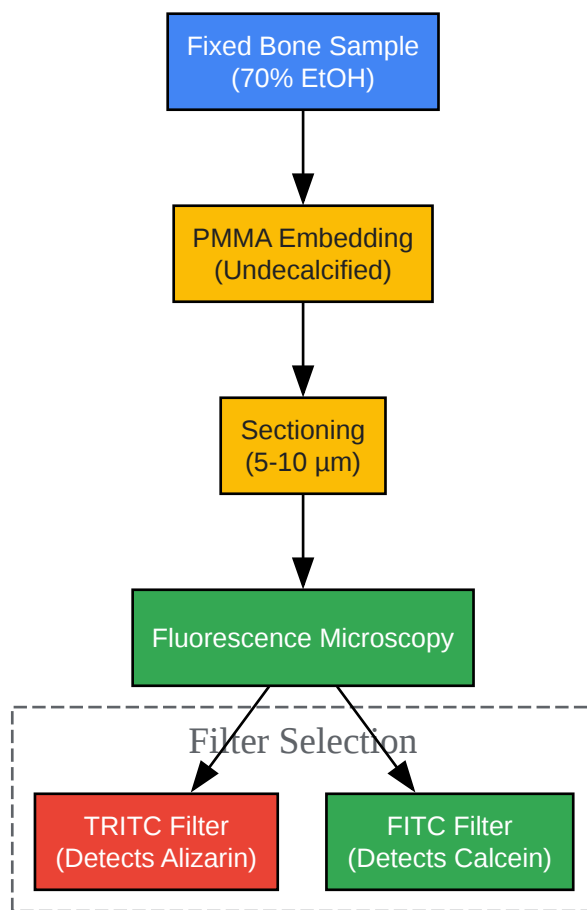 Fixed Bone Sample
(70% EtOH)
PMMA Embedding
(Undecalcified)
Sectioning
(5-10 µm)
Fluorescence Microscopy
Filter Selection
TRITC Filter
(Detects Alizarin)
FITC Filter
(Detects Calcein)